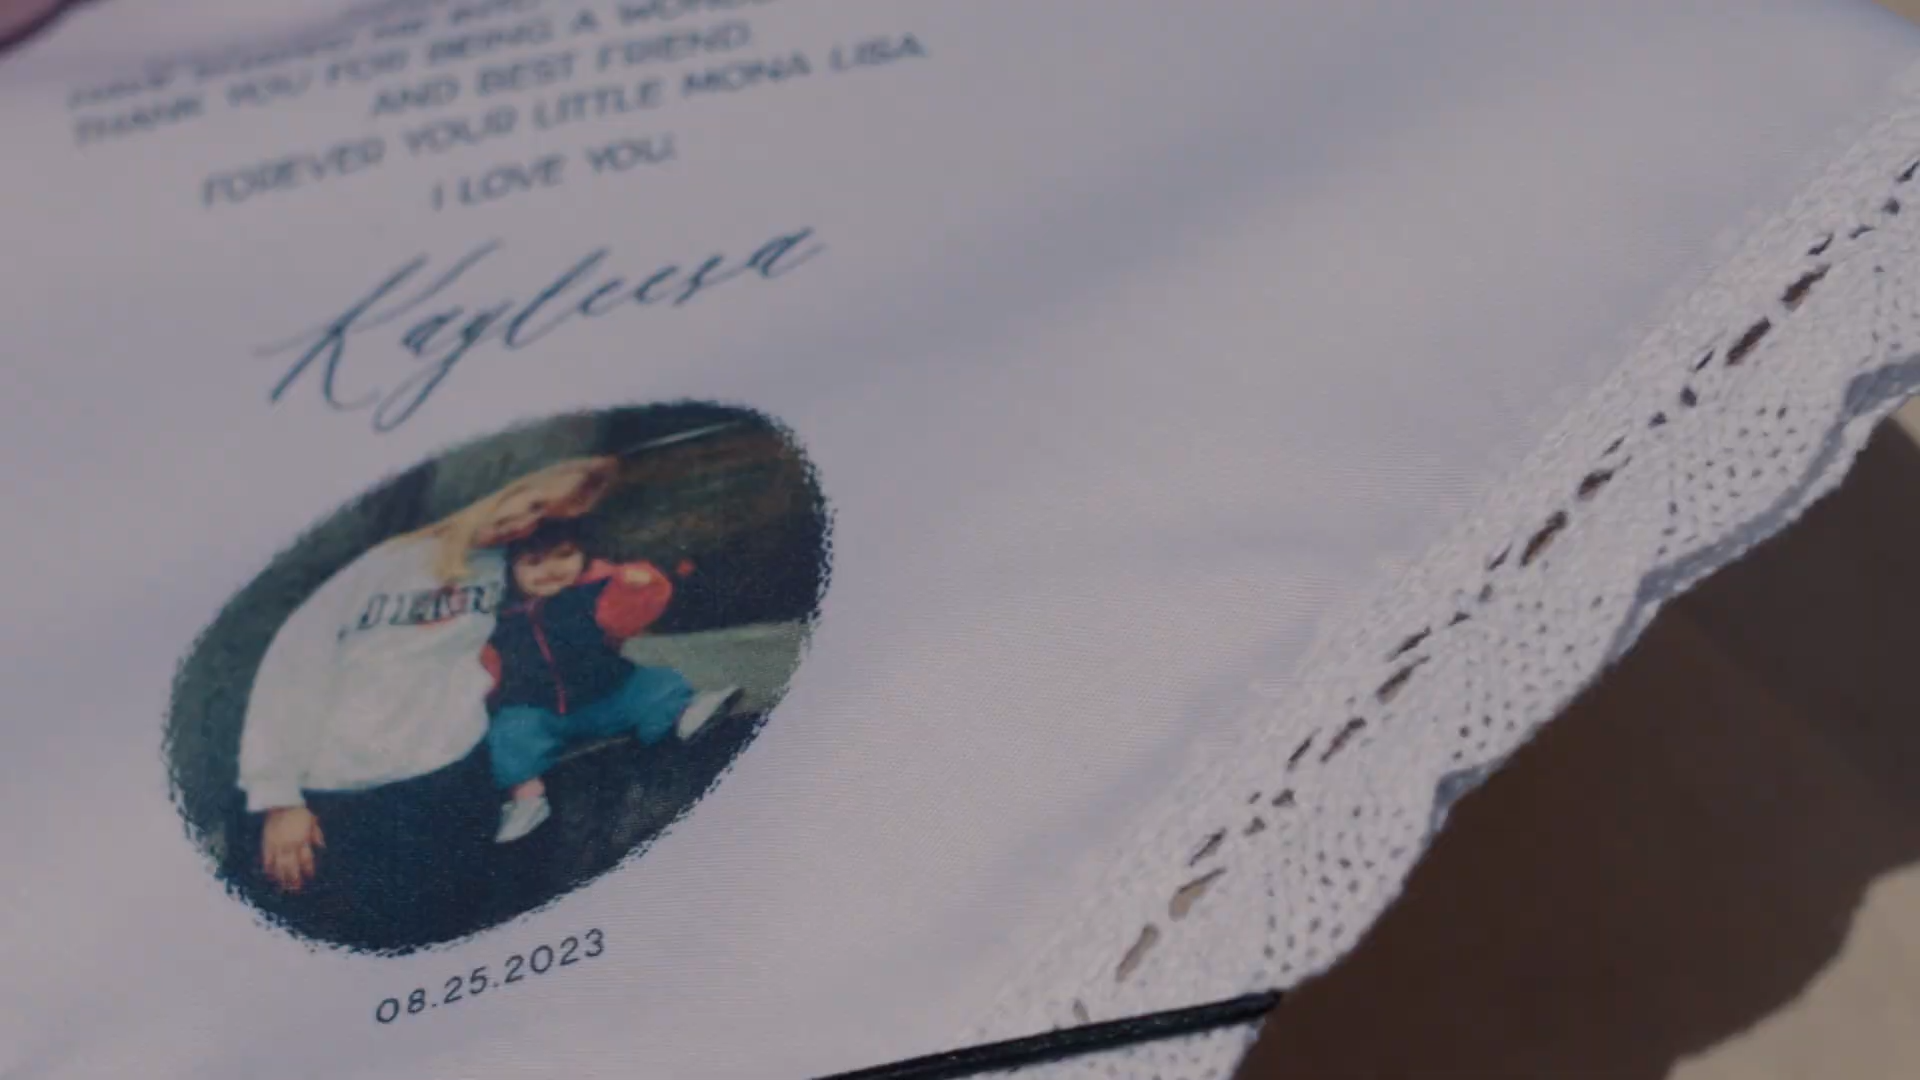 THANK YOU FOR BEING A
AND BEST FRIEND.
FOREVER YOUR LITTLE MONA LISA.
I LOVE YOU.
Kayleesa
08.25.2023